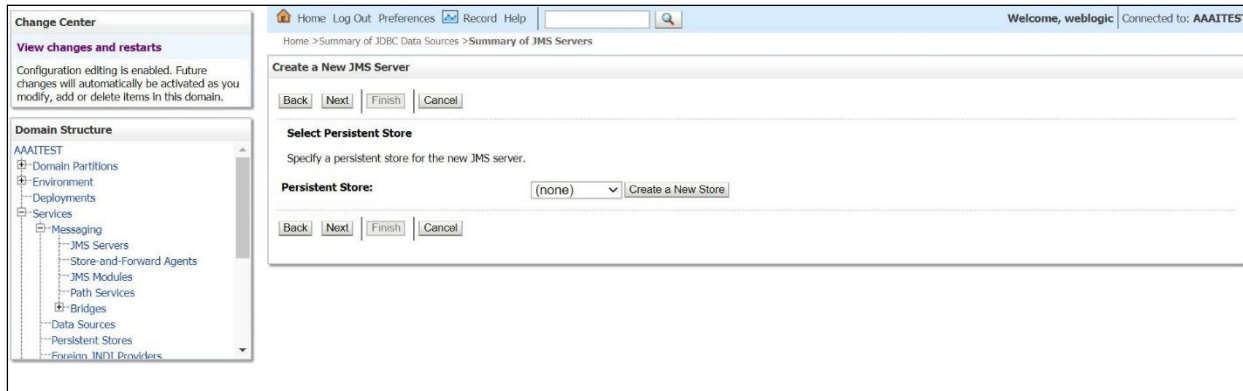 Change Center
View changes and restarts
Configuration editing is enabled. Future
changes will automatically be activated as you
modify, add or delete items in this domain.
Domain Structure
AAAITEST
Domain Partitions
Environment
Deployments
Services
Messaging
JMS Servers
Store-and-Forward Agents
JMS Modules
Path Services
Bridges
Data Sources
Persistent Stores
Foreign JNDI Providers
Home Log Out Preferences Record Help
Welcome, weblogic Connected to: AAAITEST
Home >Summary of JDBC Data Sources >Summary of JMS Servers
Create a New JMS Server
Back Next Finish Cancel
Select Persistent Store
Specify a persistent store for the new JMS server.
Persistent Store: (none) Create a New Store
Back Next Finish Cancel